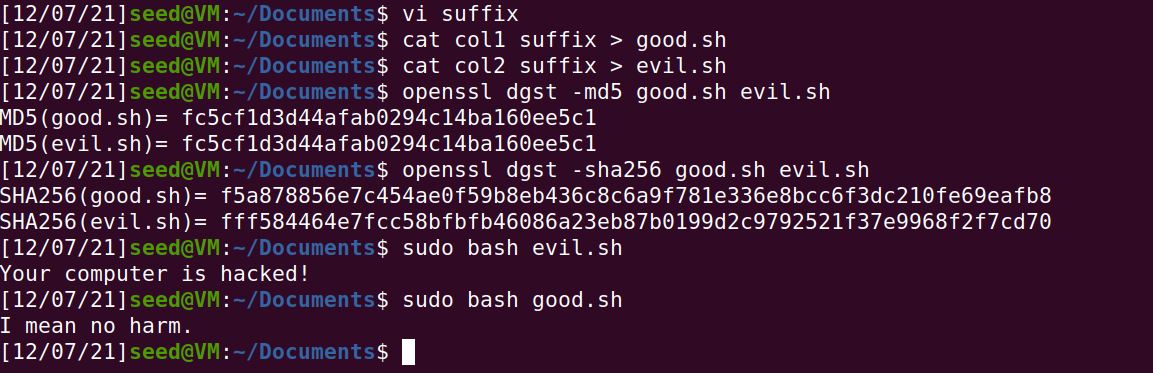 [12/07/21]seed@VM:~/Documents$ vi suffix
[12/07/21]seed@VM:~/Documents$ cat col1 suffix > good.sh
[12/07/21]seed@VM:~/Documents$ cat col2 suffix > evil.sh
[12/07/21]seed@VM:~/Documents$ openssl dgst -md5 good.sh evil.sh
MD5(good.sh)= fc5cf1d3d44afab0294c14ba160ee5c1
MD5(evil.sh)= fc5cf1d3d44afab0294c14ba160ee5c1
[12/07/21]seed@VM:~/Documents$ openssl dgst -sha256 good.sh evil.sh
SHA256(good.sh)= f5a878856e7c454ae0f59b8eb436c8c6a9f781e336e8bcc6f3dc210fe69eafb8
SHA256(evil.sh)= fff584464e7fcc58bfbfb46086a23eb87b0199d2c9792521f37e9968f2f7cd70
[12/07/21]seed@VM:~/Documents$ sudo bash evil.sh
Your computer is hacked!
[12/07/21]seed@VM:~/Documents$ sudo bash good.sh
I mean no harm.
[12/07/21]seed@VM:~/Documents$